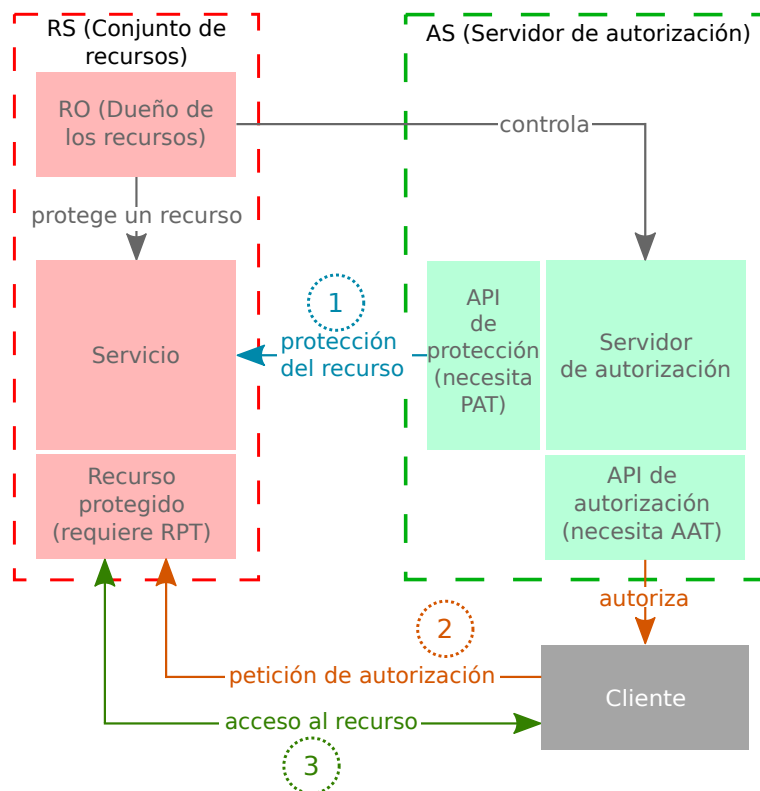 RS (Conjunto de
recursos)
AS (Servidor de autorización)
RO (Dueño de
los recursos)
controla
protege un recurso
1
protección
del recurso
Servicio
API
de
protección
(necesita
PAT)
Servidor
de autorización
Recurso
protegido
(requiere RPT)
API de
autorización
(necesita AAT)
autoriza
2
petición de autorización
Cliente
acceso al recurso
3